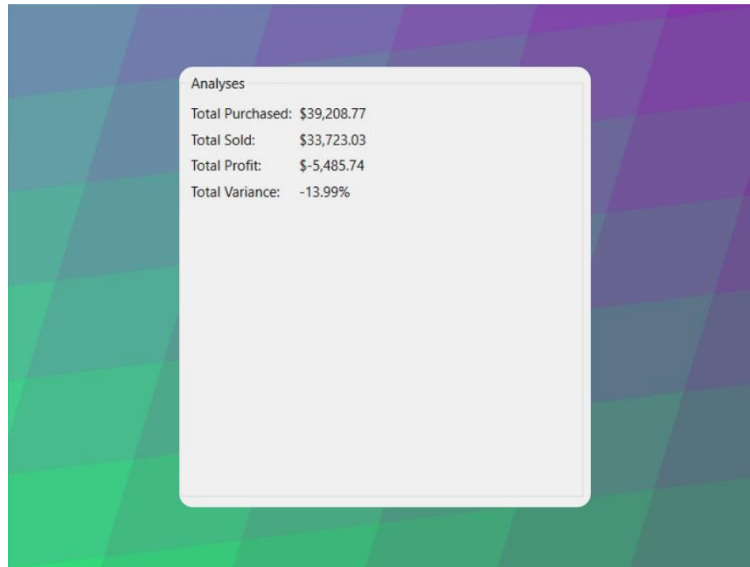 Analyses
Total Purchased: $39,208.77
Total Sold: $33,723.03
Total Profit: $-5,485.74
Total Variance: -13.99%